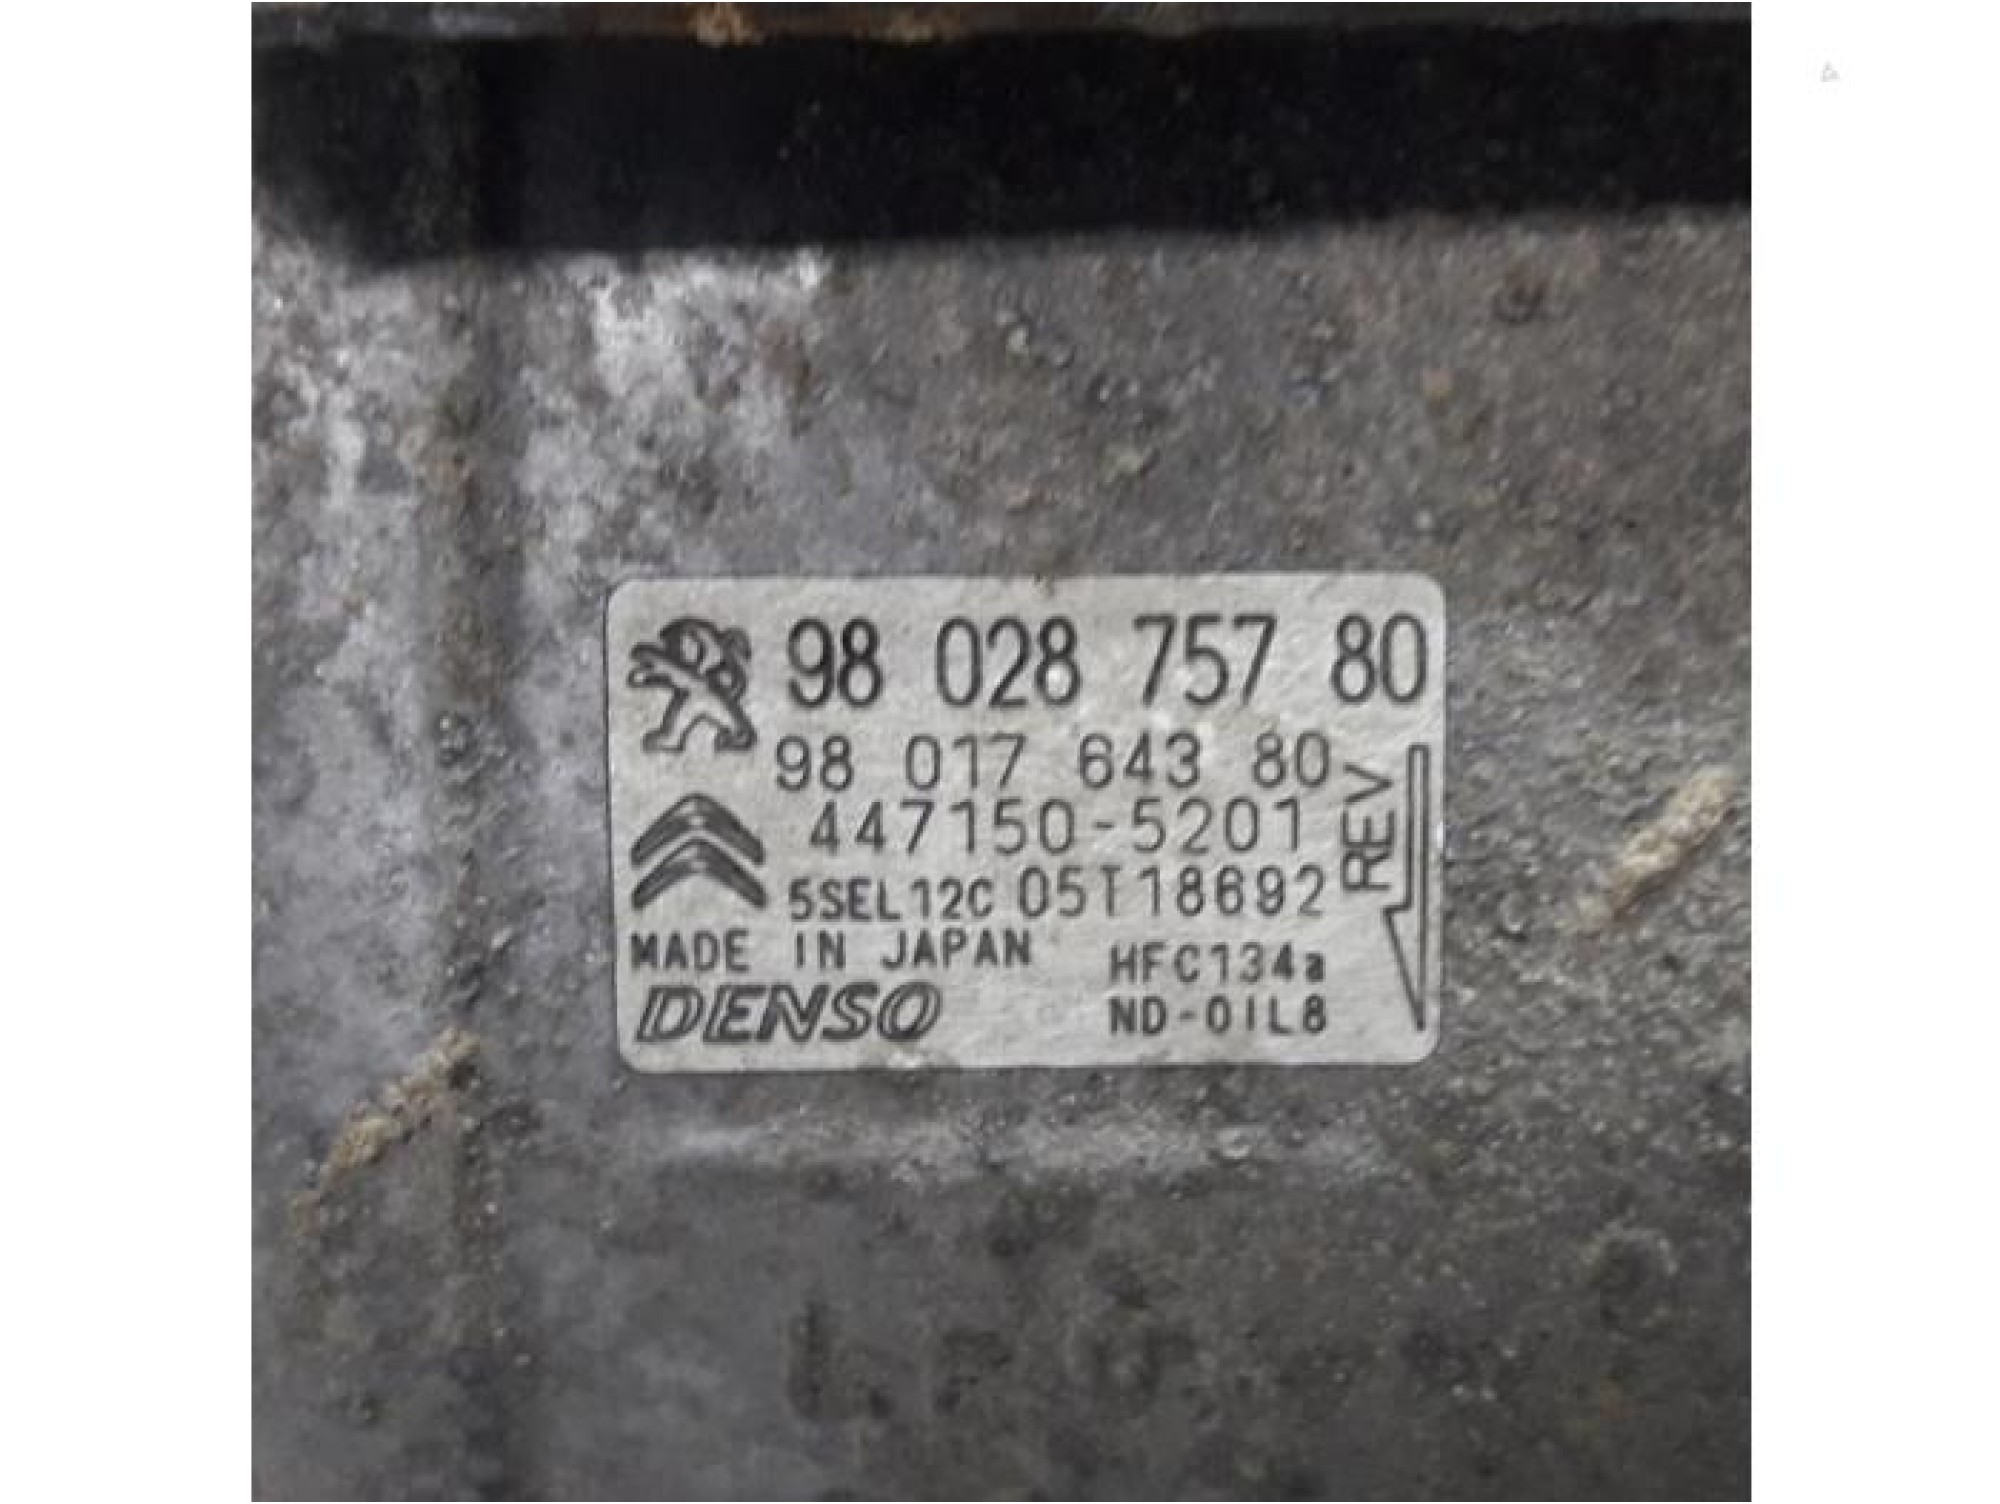 98 028 757 80
98 017 643 80
447150-5201
5SEL12C 05T18692
REV
MADE IN JAPAN
HFC134a
DENSO
ND-OIL8